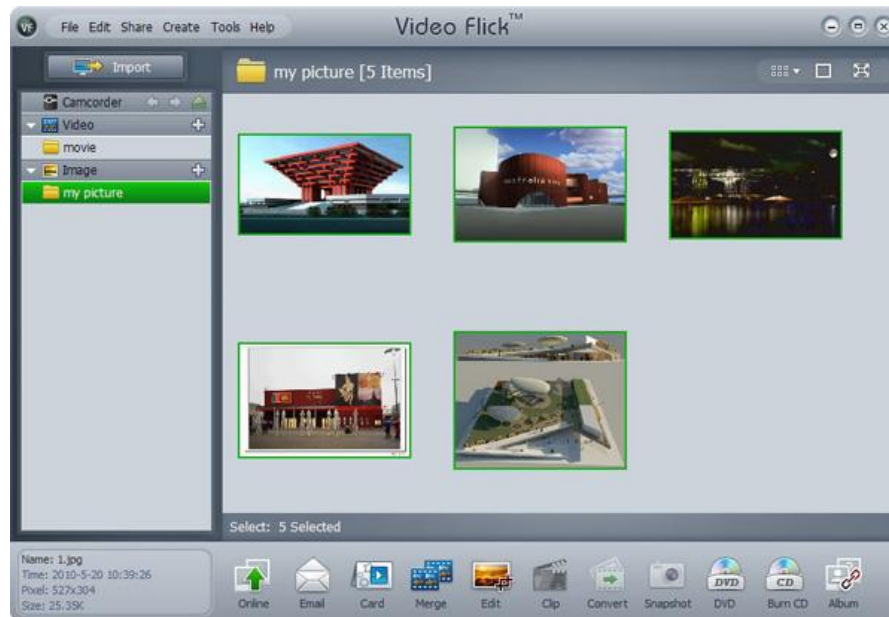 VF File Edit Share Create Tools Help Video Flick™
Import
my picture [5 Items]
Camcorder
Video
movie
Image
my picture
Select: 5 Selected
Name: 1.jpg
Time: 2010-5-20 10:39:26
Pixel: 527x304
Size: 25.35K
Online Email Card Merge Edit Clip Convert Snapshot DVD Burn CD Album